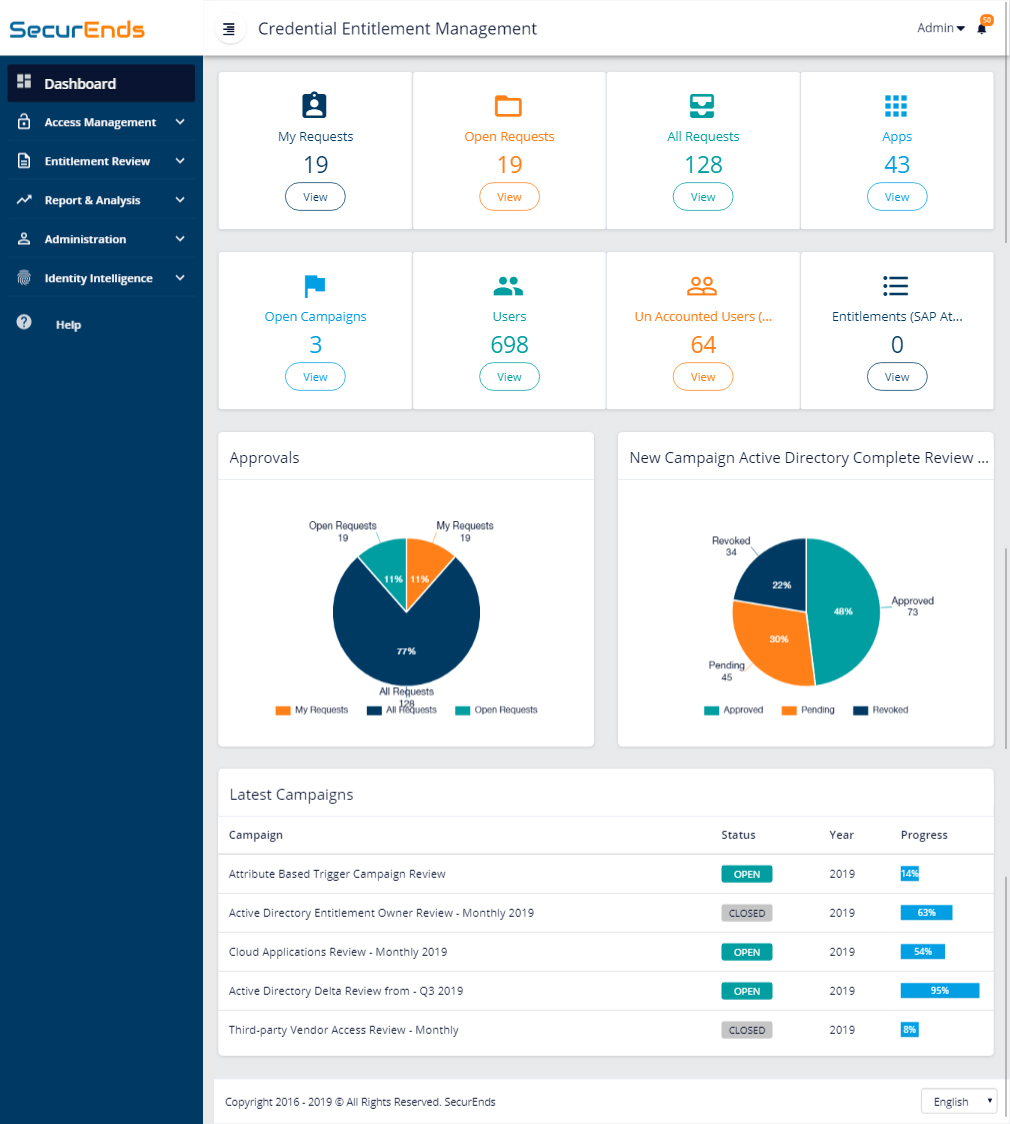 SecurEnds
Credential Entitlement Management
Admin
50
Dashboard
Access Management
Entitlement Review
Report & Analysis
Administration
Identity Intelligence
Help
My Requests
19
View
Open Requests
19
View
All Requests
128
View
Apps
43
View
Open Campaigns
3
View
Users
698
View
Un Accounted Users (...
64
View
Entitlements (SAP At...
0
View
Approvals
Open Requests
19
My Requests
19
11%
11%
77%
All Requests
128
My Requests
All Requests
Open Requests
New Campaign Active Directory Complete Review ...
Revoked
34
22%
48%
Approved
73
30%
Pending
45
Approved
Pending
Revoked
Latest Campaigns
Campaign Status Year Progress
Attribute Based Trigger Campaign Review OPEN 2019 14%
Active Directory Entitlement Owner Review - Monthly 2019 CLOSED 2019 63%
Cloud Applications Review - Monthly 2019 OPEN 2019 54%
Active Directory Delta Review from - Q3 2019 OPEN 2019 95%
Third-party Vendor Access Review - Monthly CLOSED 2019 8%
Copyright 2016 - 2019 © All Rights Reserved. SecurEnds
English